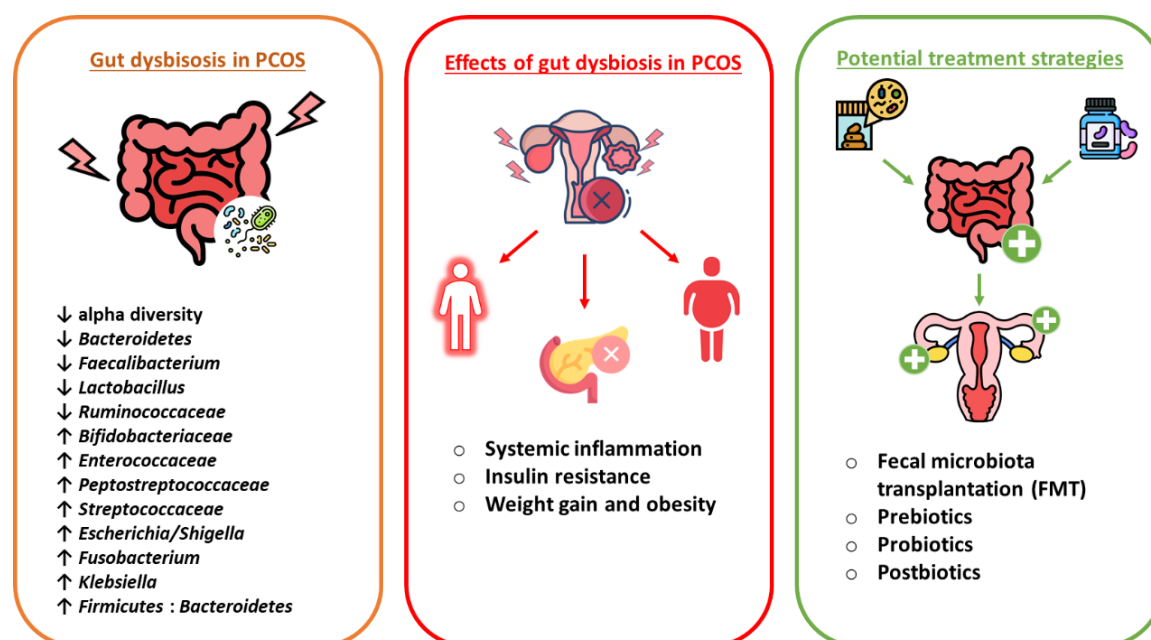 Gut dysbisosis in PCOS
↓ alpha diversity
↓ Bacteroidetes
↓ Faecalibacterium
↓ Lactobacillus
↓ Ruminococcaceae
↑ Bifidobacteriaceae
↑ Enterococcaceae
↑ Peptostreptococcaceae
↑ Streptococcaceae
↑ Escherichia/Shigella
↑ Fusobacterium
↑ Klebsiella
↑ Firmicutes : Bacteroidetes
Effects of gut dysbiosis in PCOS
○ Systemic inflammation
○ Insulin resistance
○ Weight gain and obesity
Potential treatment strategies
○ Fecal microbiota
transplantation (FMT)
○ Prebiotics
○ Probiotics
○ Postbiotics